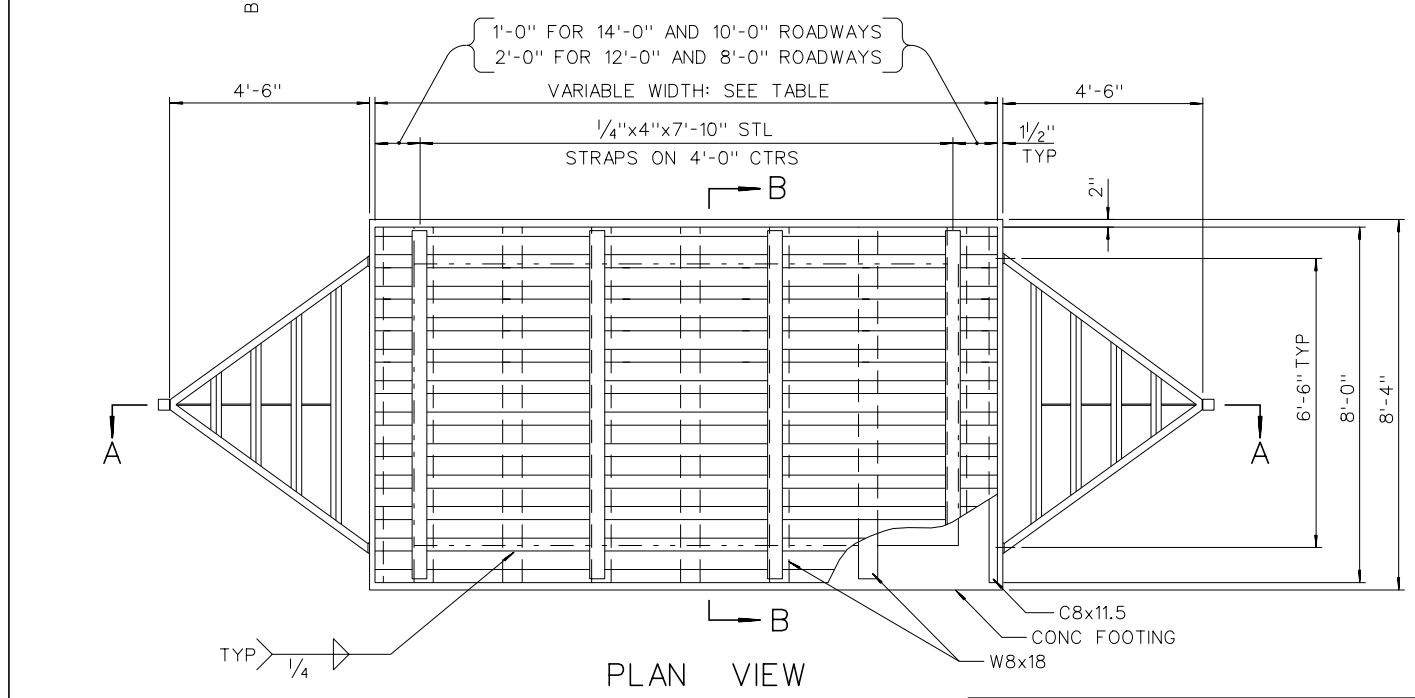 B
1'-0" FOR 14'-0" AND 10'-0" ROADWAYS
2'-0" FOR 12'-0" AND 8'-0" ROADWAYS
4'-6"
VARIABLE WIDTH: SEE TABLE
4'-6"
1/4"x4"x7'-10" STL
STRAPS ON 4'-0" CTRS
1 1/2"
TYP
B
2"
6'-6" TYP
8'-0"
8'-4"
A
A
B
C8x11.5
CONC FOOTING
W8x18
TYP
1/4
PLAN VIEW